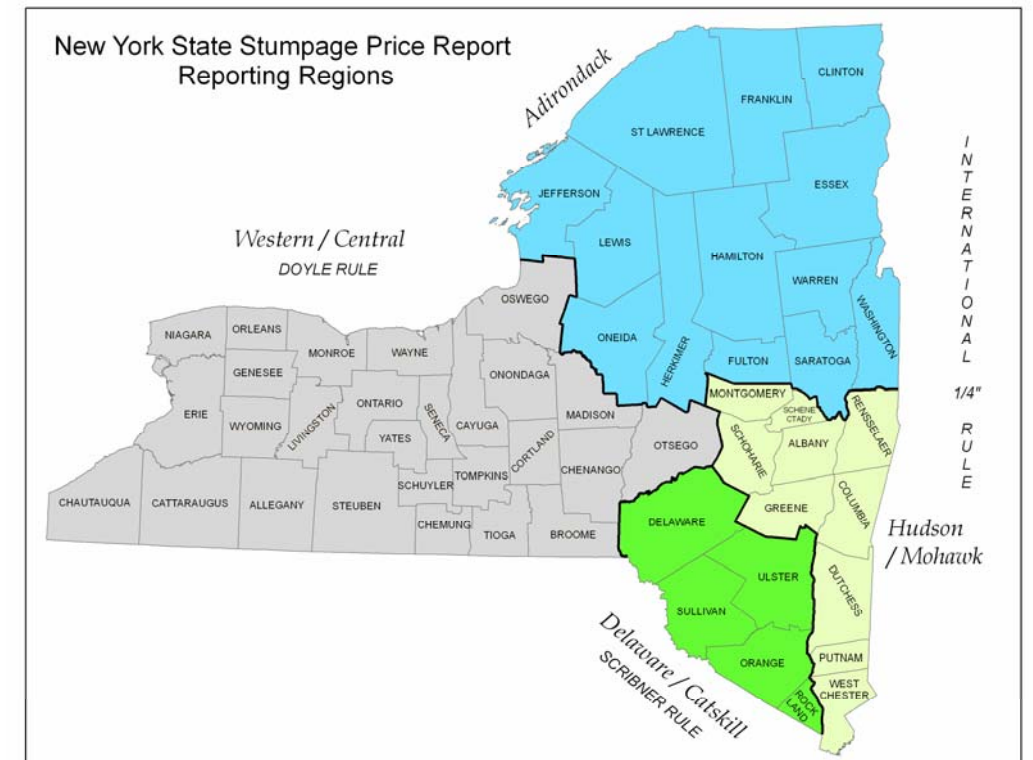 New York State Stumpage Price Report
Reporting Regions
Adirondack
CLINTON
FRANKLIN
ST LAWRENCE
ESSEX
JEFFERSON
LEWIS
HAMILTON
WARREN
WASHINGTON
ONEIDA
HERKIMER
FULTON
SARATOGA
INTERNATIONAL
1/4"
RULE
Western / Central
DOYLE RULE
OSWEGO
NIAGARA
ORLEANS
MONROE
WAYNE
GENESEE
ONONDAGA
ERIE
WYOMING
LIVINGSTON
ONTARIO
YATES
SENECA
CAYUGA
MADISON
CORTLAND
OTSEGO
CHENANGO
TOMPKINS
SCHUYLER
CHAUTAUQUA
CATTARAUGUS
ALLEGANY
STEUBEN
CHEMUNG
TIOGA
BROOME
MONTGOMERY
SCHENE
CTADY
RENSSELAER
SCHOHARIE
ALBANY
GREENE
COLUMBIA
Hudson
/ Mohawk
DUTCHESS
PUTNAM
WEST
CHESTER
DELAWARE
ULSTER
SULLIVAN
ORANGE
ROCK
LAND
Delaware / Catskill
SCRIBNER RULE